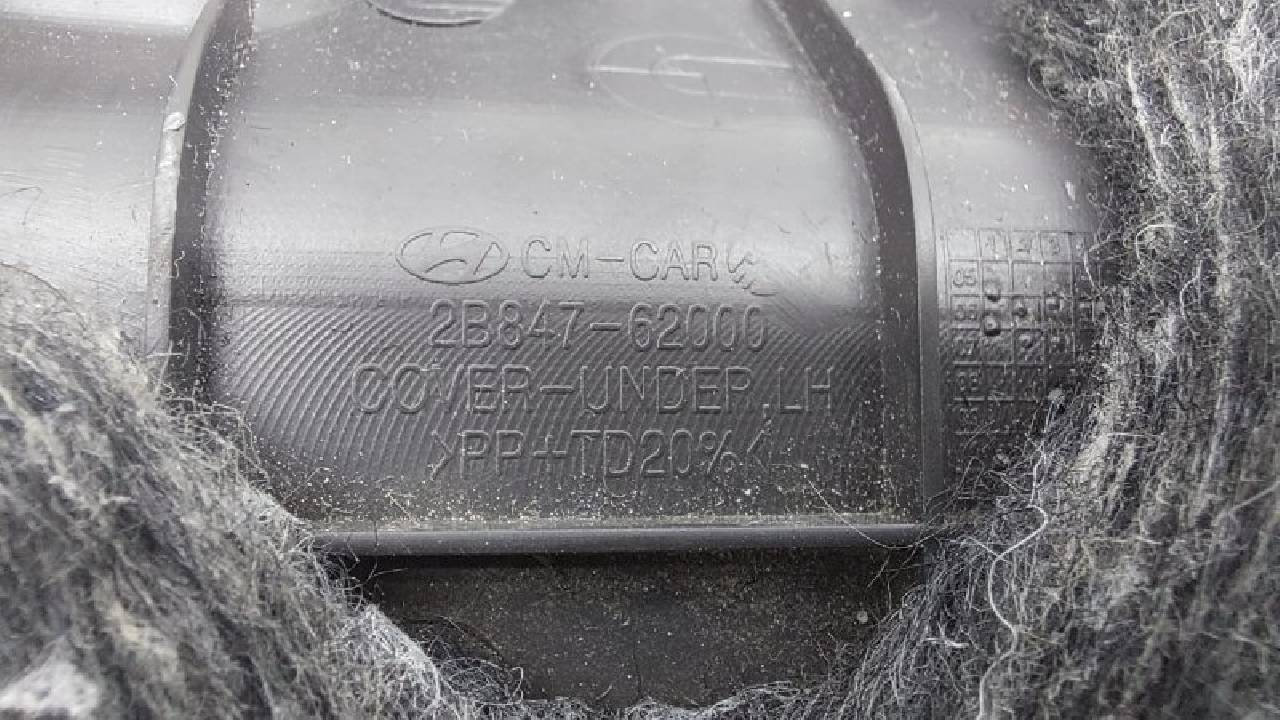 CM-CAR
2B847-62000
COVER-UNDER,LH
>PP+TD20%<